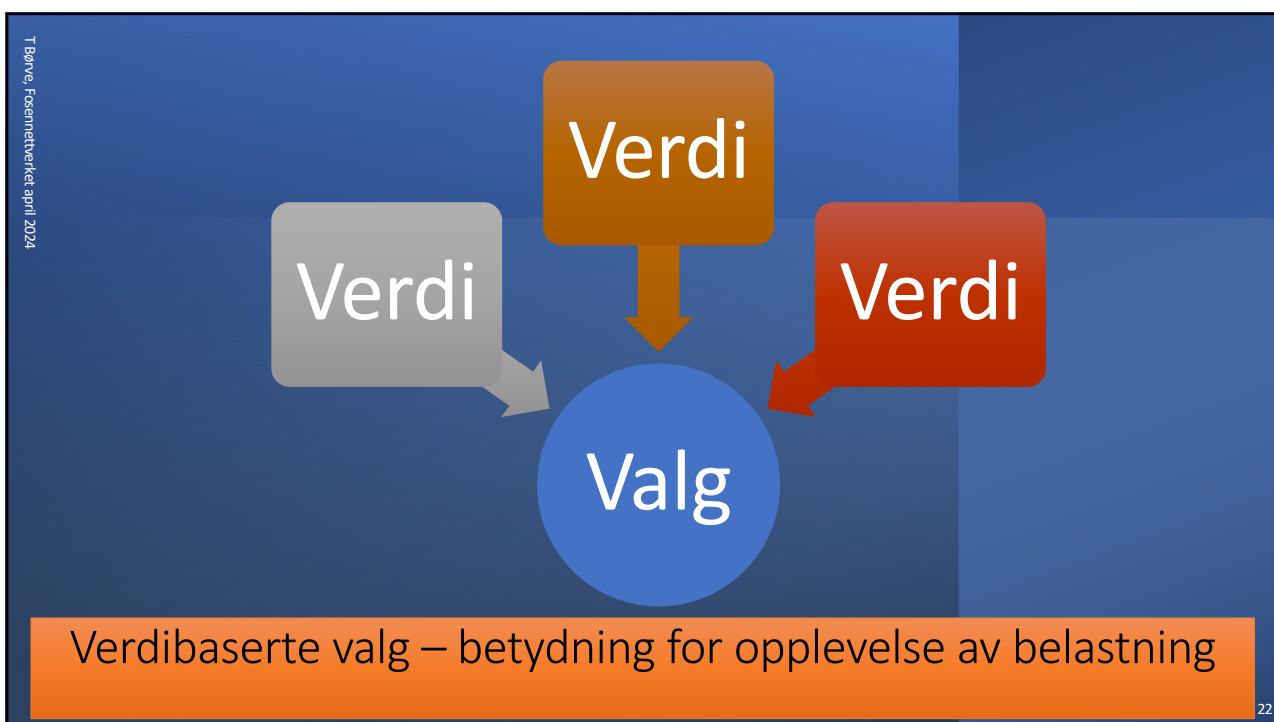 T Børve, Fosennettverket april 2024
Verdi
Verdi
Verdi
Valg
Verdibaserte valg – betydning for opplevelse av belastning
22